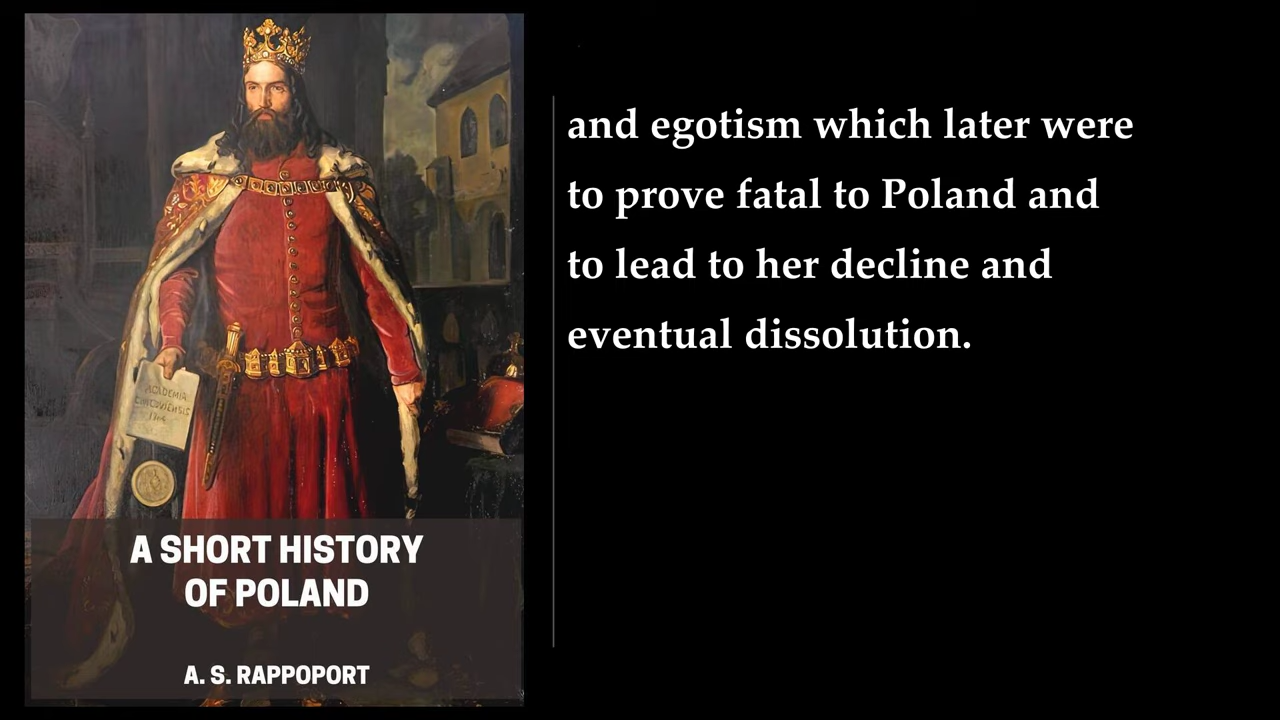 and egotism which later were
to prove fatal to Poland and
to lead to her decline and
eventual dissolution.
ACADEMIA
A SHORT HISTORY
OF POLAND
A. S. RAPPOPORT